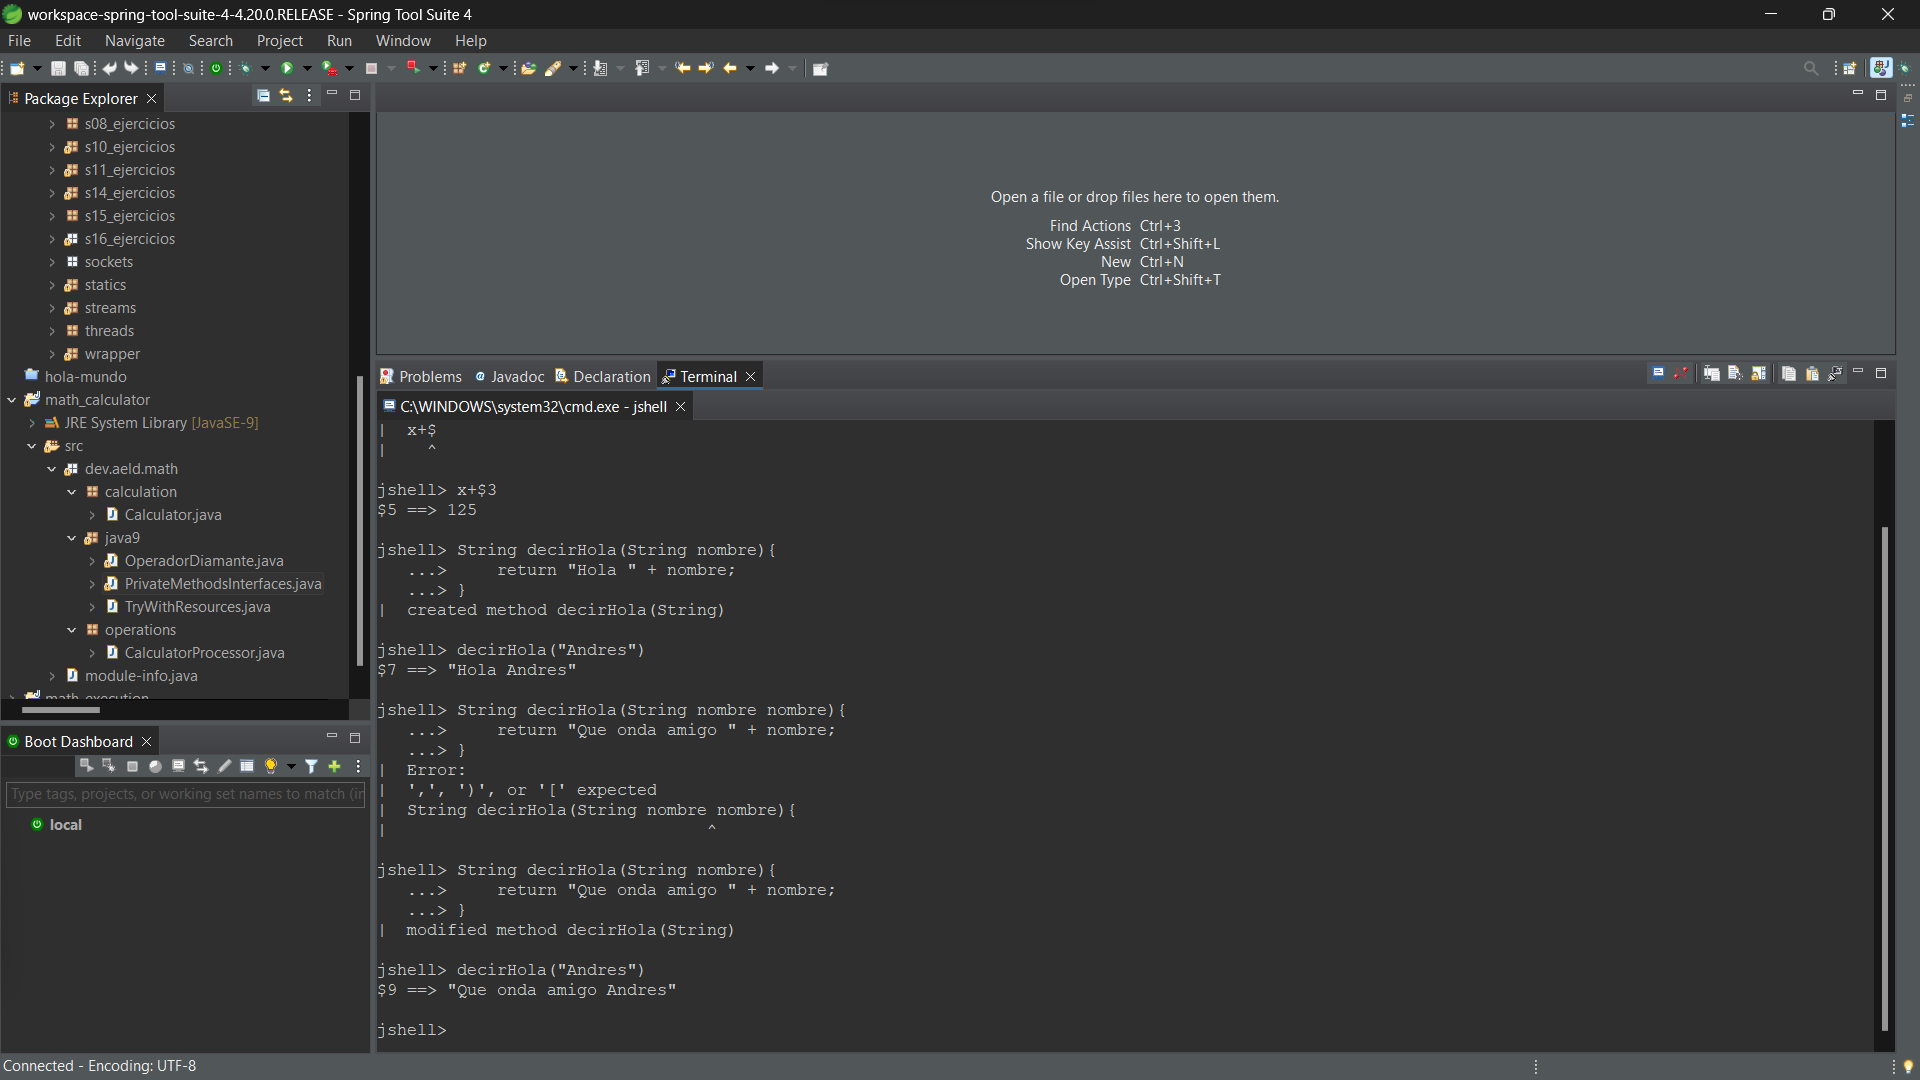 workspace-spring-tool-suite-4-4.20.0.RELEASE - Spring Tool Suite 4
File Edit Navigate Search Project Run Window Help
Package Explorer
s08_ejercicios
s10_ejercicios
s11_ejercicios
s14_ejercicios
s15_ejercicios
s16_ejercicios
sockets
statics
streams
threads
wrapper
hola-mundo
math_calculator
JRE System Library [JavaSE-9]
src
dev.aeld.math
calculation
Calculator.java
java9
OperadorDiamante.java
PrivateMethodsInterfaces.java
TryWithResources.java
operations
CalculatorProcessor.java
module-info.java
math_execution
Boot Dashboard
Type tags, projects, or working set names to match (in
local
Open a file or drop files here to open them.
Find Actions Ctrl+3
Show Key Assist Ctrl+Shift+L
New Ctrl+N
Open Type Ctrl+Shift+T
Problems Javadoc Declaration Terminal
C:\WINDOWS\system32\cmd.exe - jshell
|  x+$
|    ^
jshell> x+$3
$5 ==> 125
jshell> String decirHola(String nombre){
   ...>     return "Hola " + nombre;
   ...> }
|  created method decirHola(String)
jshell> decirHola("Andres")
$7 ==> "Hola Andres"
jshell> String decirHola(String nombre nombre){
   ...>     return "Que onda amigo " + nombre;
   ...> }
|  Error:
|  ',', ')', or '[' expected
|  String decirHola(String nombre nombre){
|                                ^
jshell> String decirHola(String nombre){
   ...>     return "Que onda amigo " + nombre;
   ...> }
|  modified method decirHola(String)
jshell> decirHola("Andres")
$9 ==> "Que onda amigo Andres"
jshell>
Connected - Encoding: UTF-8